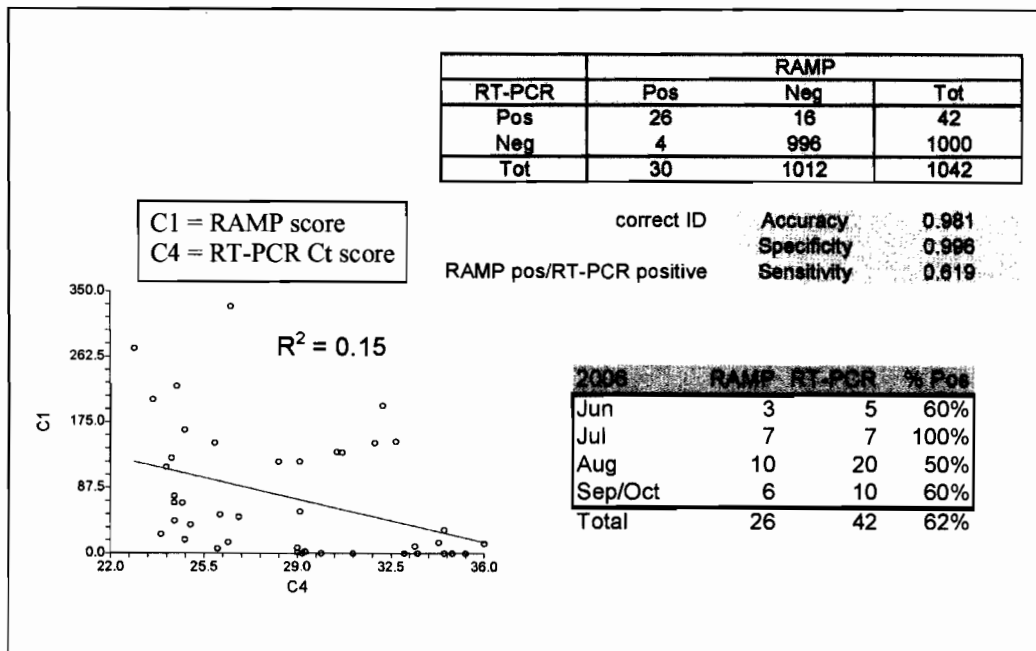 RAMP
RT-PCR Pos Neg Tot
Pos 26 16 42
Neg 4 996 1000
Tot 30 1012 1042
correct ID Accuracy 0.981
Specificity 0.996
RAMP pos/RT-PCR positive Sensitivity 0.619
C1 = RAMP score
C4 = RT-PCR Ct score
350.0
262.5
175.0
87.5
0.0
C1
R² = 0.15
22.0 25.5 29.0 32.5 36.0
C4
2006 RAMP RT-PCR % Pos
Jun 3 5 60%
Jul 7 7 100%
Aug 10 20 50%
Sep/Oct 6 10 60%
Total 26 42 62%